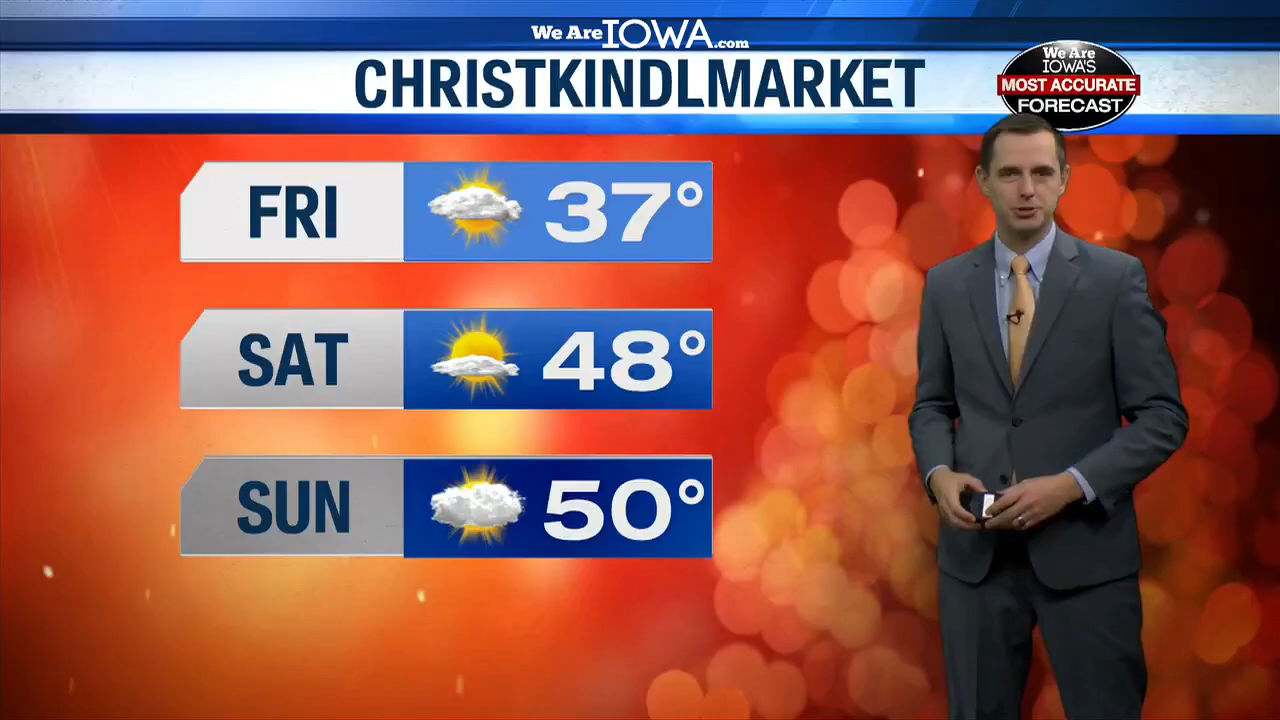 We Are IOWA.com
CHRISTKINDLMARKET
We Are
IOWA'S
MOST ACCURATE
FORECAST
FRI 37°
SAT 48°
SUN 50°